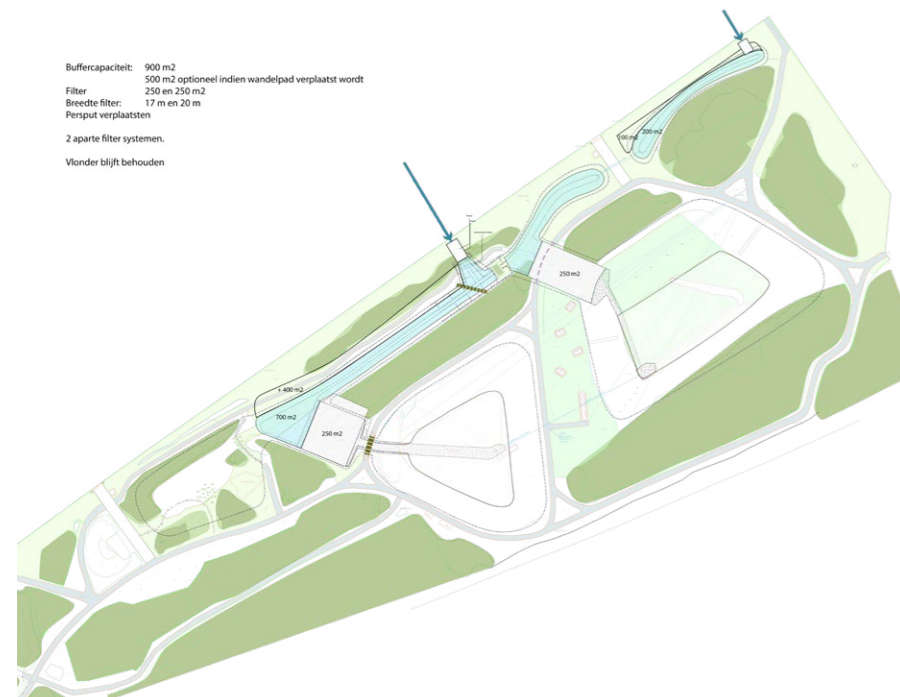 Buffercapaciteit: 900 m2
500 m2 optioneel indien wandelpad verplaatst wordt
Filter 250 en 250 m2
Breedte filter: 17 m en 20 m
Persput verplaatsten
2 aparte filter systemen.
Vlonder blijft behouden
100 m2
200 m2
250 m2
+ 400 m2
700 m2
250 m2